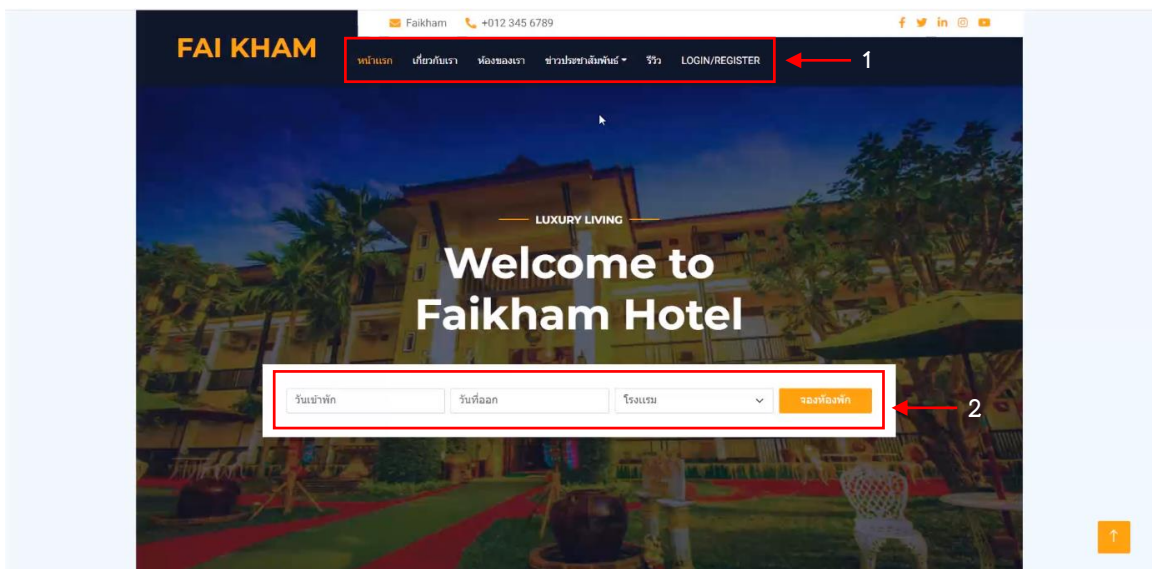 Faikham +012 345 6789
FAI KHAM
หน้าแรก เกี่ยวกับเรา ห้องของเรา ข่าวประชาสัมพันธ์ รีวิว LOGIN/REGISTER
1
LUXURY LIVING
Welcome to
Faikham Hotel
วันเข้าพัก วันที่ออก โรงแรม จองห้องพัก
2